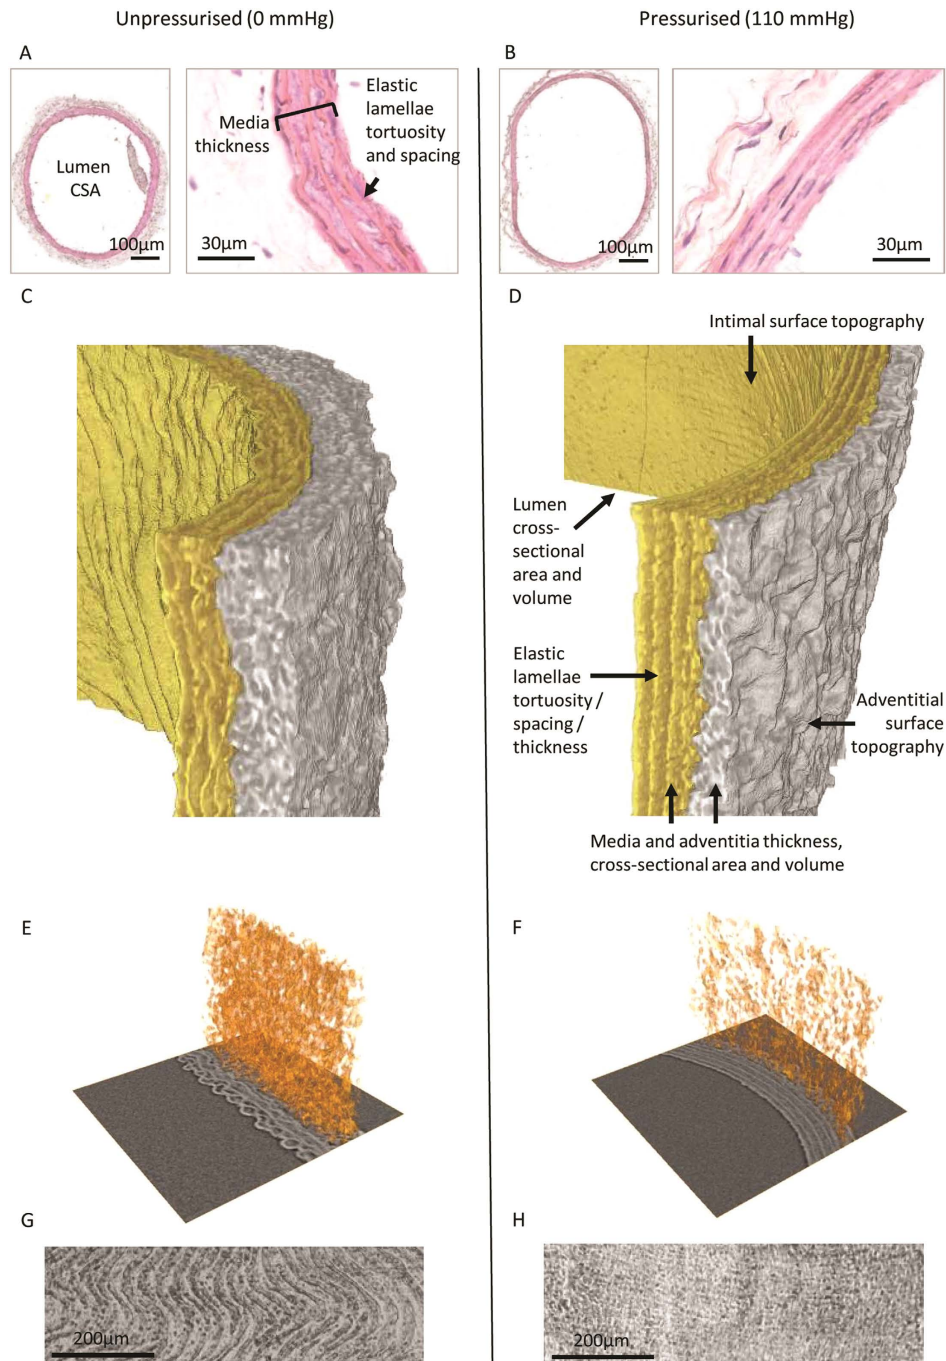 Unpressurised (0 mmHg)
Pressurised (110 mmHg)
A
B
Elastic
lamellae
tortuosity
and spacing
Media
thickness
Lumen
CSA
100μm
30μm
100μm
30μm
C
D
Intimal surface topography
Lumen
cross-
sectional
area and
volume
Elastic
lamellae
tortuosity /
spacing /
thickness
Adventitial
surface
topography
Media and adventitia thickness,
cross-sectional area and volume
E
F
G
H
200μm
200μm